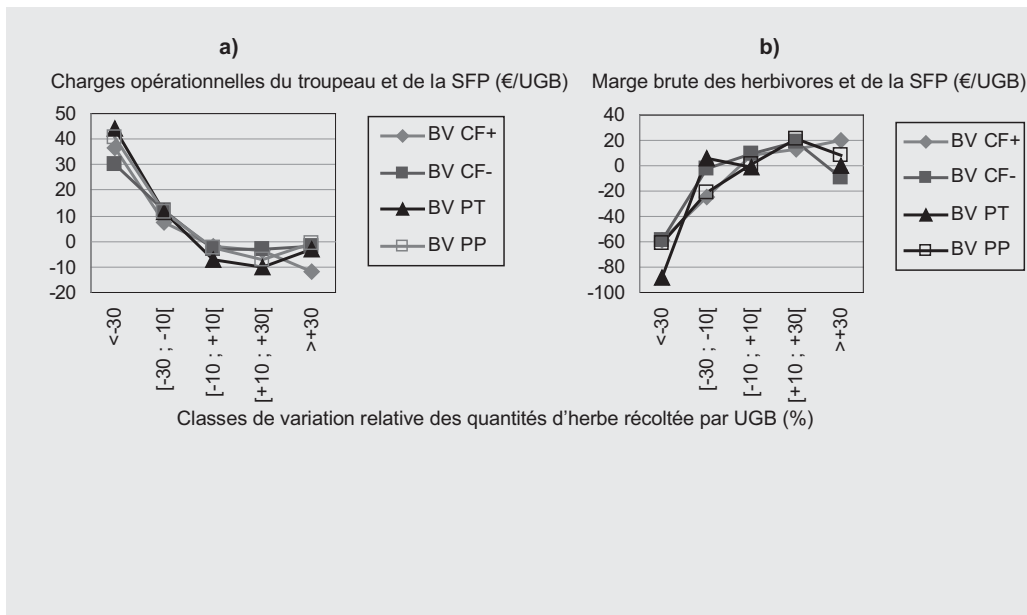 a)
Charges opérationnelles du troupeau et de la SFP (€/UGB)
50
40
30
20
10
0
-10
-20
<-30
[-30 ; -10[
[-10 ; +10[
[+10 ; +30[
>+30
BV CF+
BV CF-
BV PT
BV PP
b)
Marge brute des herbivores et de la SFP (€/UGB)
40
20
0
-20
-40
-60
-80
-100
<-30
[-30 ; -10[
[-10 ; +10[
[+10 ; +30[
>+30
BV CF+
BV CF-
BV PT
BV PP
Classes de variation relative des quantités d'herbe récoltée par UGB (%)